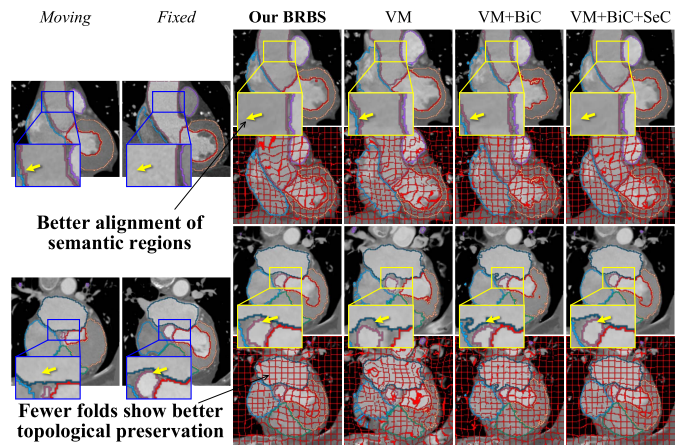 Moving Fixed Our BRBS VM VM+BiC VM+BiC+SeC
Better alignment of
semantic regions
Fewer folds show better
topological preservation